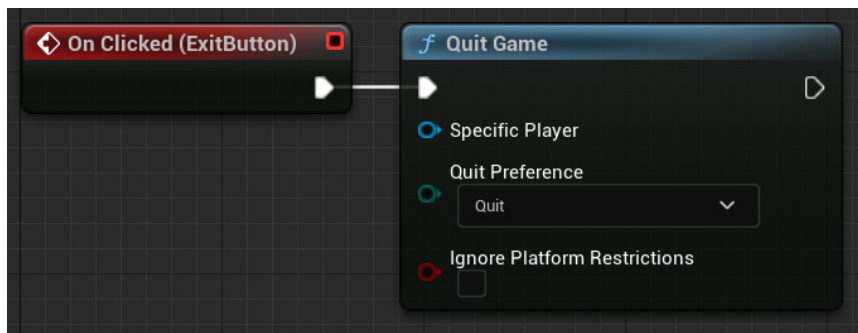 On Clicked (ExitButton)
f Quit Game
Specific Player
Quit Preference
Quit
Ignore Platform Restrictions